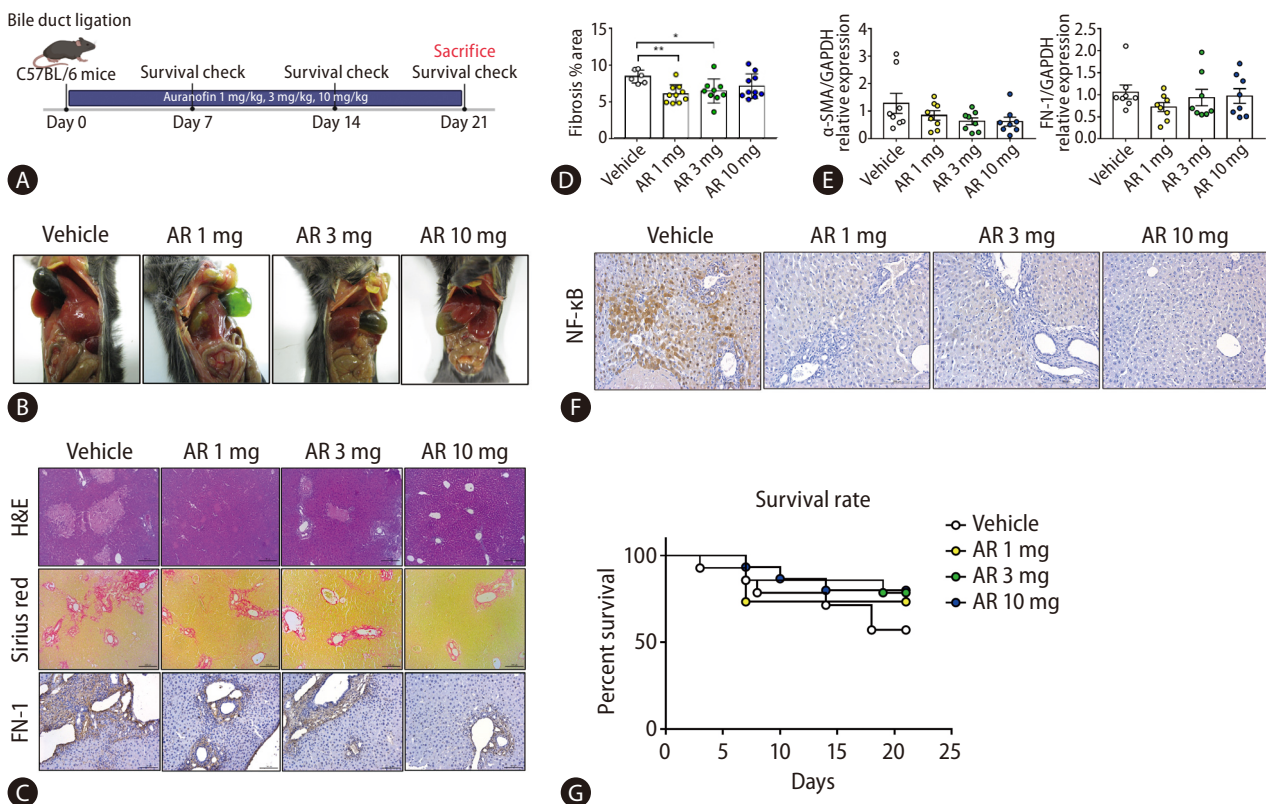 Bile duct ligation
Sacrifice
C57BL/6 mice Survival check Survival check Survival check
Auranofin 1 mg/kg, 3 mg/kg, 10 mg/kg
Day 0 Day 7 Day 14 Day 21
A
Vehicle AR 1 mg AR 3 mg AR 10 mg
B
Vehicle AR 1 mg AR 3 mg AR 10 mg
H&E
Sirius red
FN-1
C
Fibrosis % area
15
10
5
0
*
**
Vehicle AR 1 mg AR 3 mg AR 10 mg
D
α-SMA/GAPDH
relative expression
4
3
2
1
0
Vehicle AR 1 mg AR 3 mg AR 10 mg
FN-1/GAPDH
relative expression
2.5
2.0
1.5
1.0
0.5
0.0
Vehicle AR 1 mg AR 3 mg AR 10 mg
E
Vehicle AR 1 mg AR 3 mg AR 10 mg
NF-κB
F
Survival rate
Percent survival
100
50
0
0 5 10 15 20 25
Days
Vehicle
AR 1 mg
AR 3 mg
AR 10 mg
G